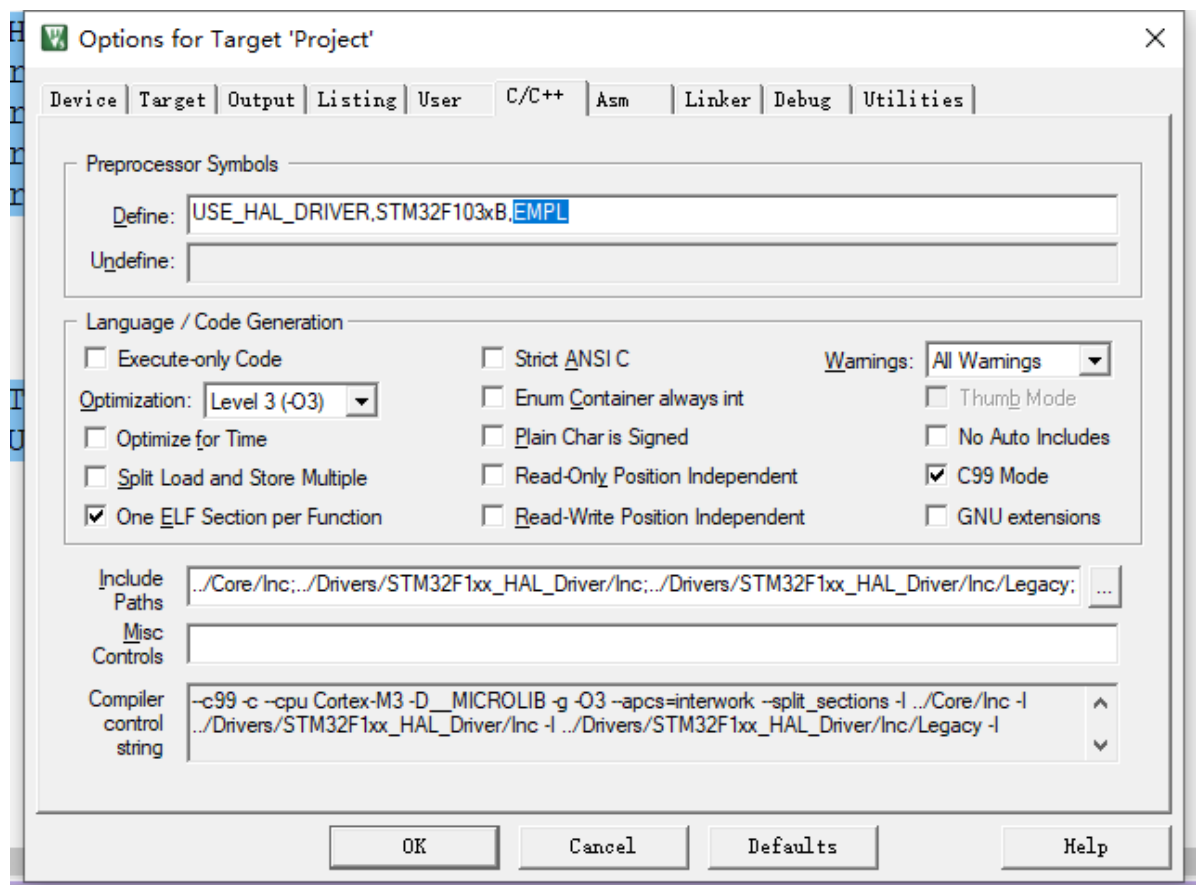 Options for Target 'Project'
Device Target Output Listing User C/C++ Asm Linker Debug Utilities
Preprocessor Symbols
Define: USE_HAL_DRIVER,STM32F103xB,EMPL
Undefine:
Language / Code Generation
Execute-only Code Strict ANSI C Warnings: All Warnings
Optimization: Level 3 (-O3) Enum Container always int Thumb Mode
Optimize for Time Plain Char is Signed No Auto Includes
Split Load and Store Multiple Read-Only Position Independent C99 Mode
One ELF Section per Function Read-Write Position Independent GNU extensions
Include Paths ../Core/Inc;../Drivers/STM32F1xx_HAL_Driver/Inc;../Drivers/STM32F1xx_HAL_Driver/Inc/Legacy; ...
Misc Controls
Compiler control string --c99 -c --cpu Cortex-M3 -D__MICROLIB -g -O3 --apcs=interwork --split_sections -I ../Core/Inc -I
../Drivers/STM32F1xx_HAL_Driver/Inc -I ../Drivers/STM32F1xx_HAL_Driver/Inc/Legacy -I
OK Cancel Defaults Help